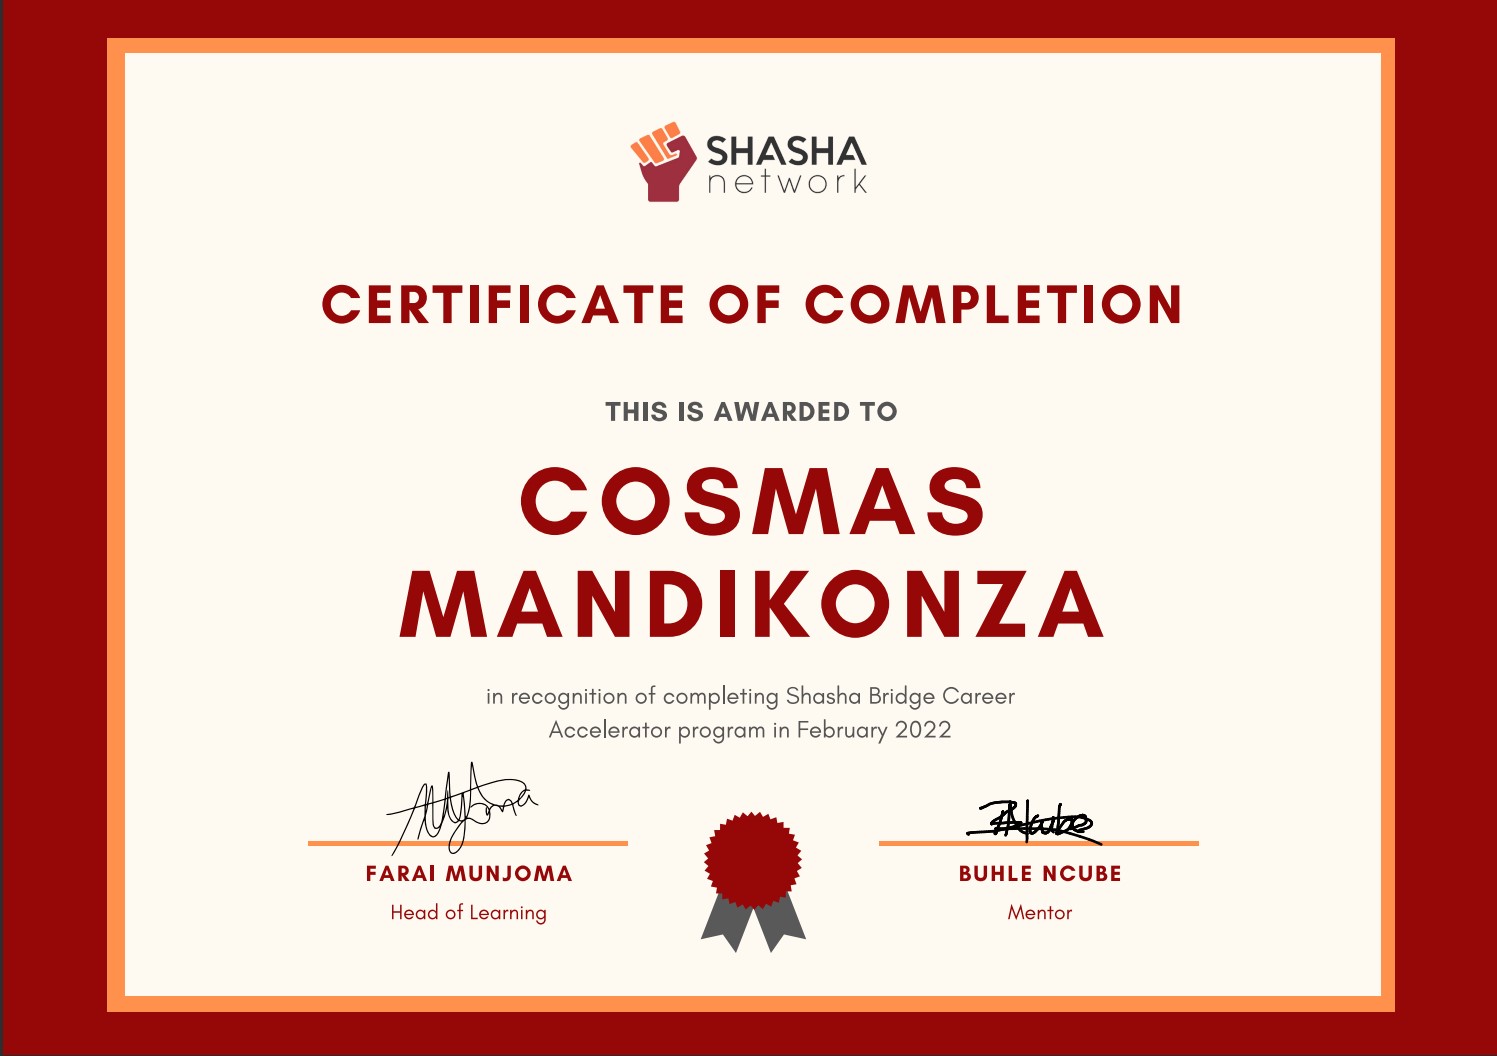 SHASHA
network
CERTIFICATE OF COMPLETION
THIS IS AWARDED TO
COSMAS
MANDIKONZA
in recognition of completing Shasha Bridge Career
Accelerator program in February 2022
FARAI MUNJOMA
Head of Learning
BUHLE NCUBE
Mentor